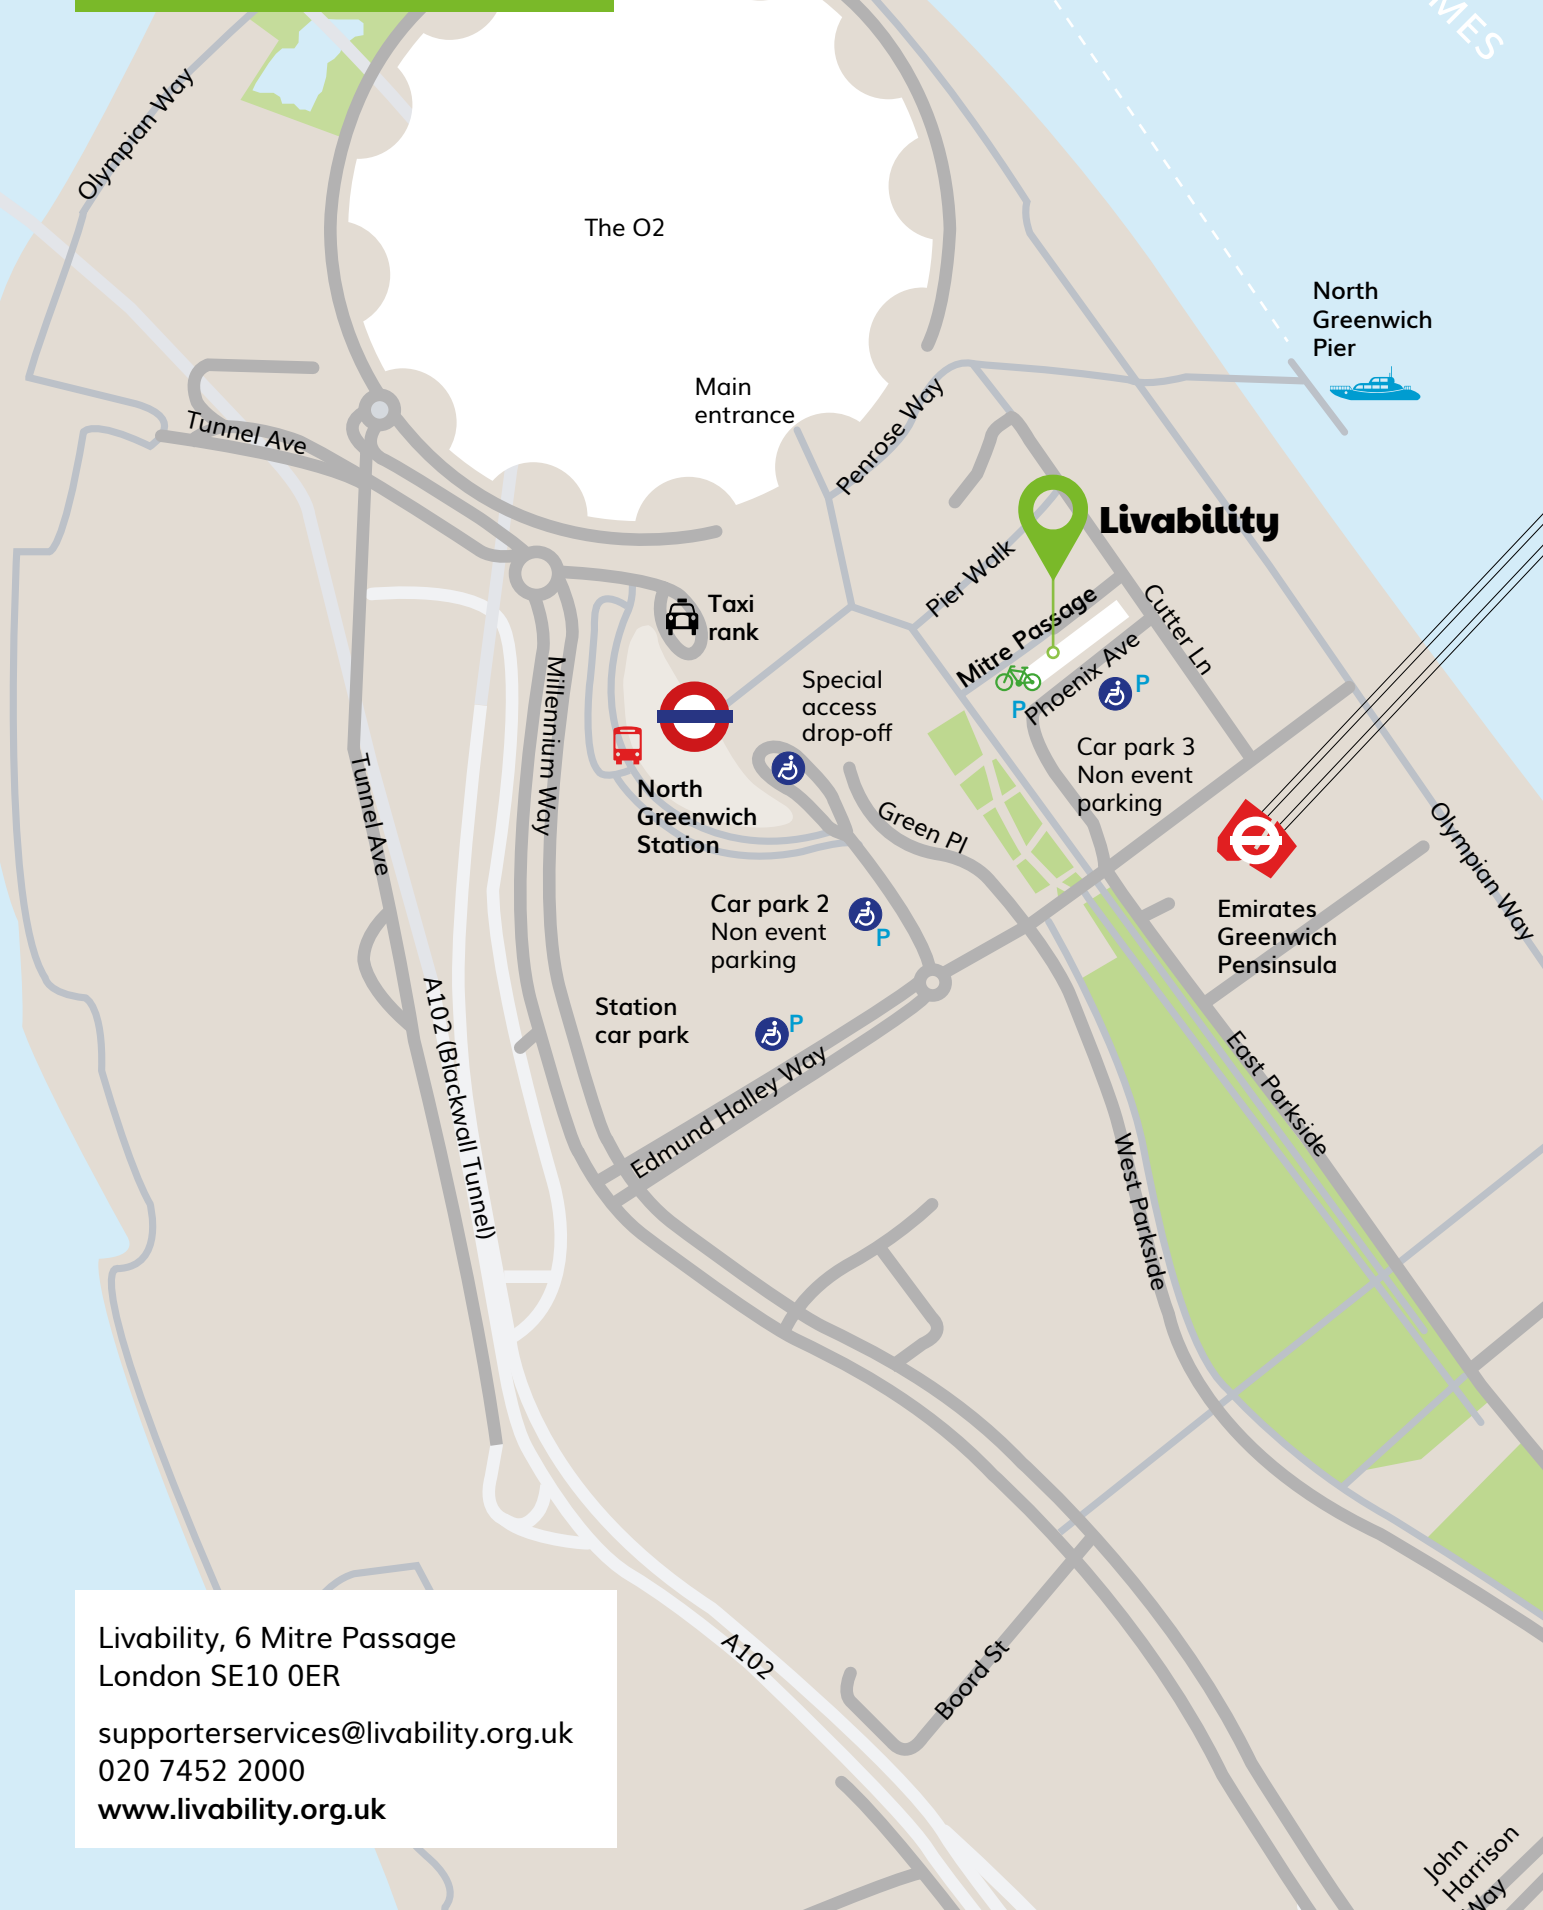 MES
Olympian Way
The O2
North
Greenwich
Pier
Main
entrance
Penrose Way
Tunnel Ave
Livability
Pier Walk
Taxi
rank
Mitre Passage
Cutter Ln
Phoenix Ave
P
P
Special
access
drop-off
Millennium Way
Car park 3
Non event
parking
North
Greenwich
Station
Tunnel Ave
Green Pl
Olympian Way
Car park 2
Non event
parking
P
Emirates
Greenwich
Pensinsula
Station
car park
P
A102 (Blackwall Tunnel)
Edmund Halley Way
East Parkside
West Parkside
Livability, 6 Mitre Passage
London SE10 0ER
supporterservices@livability.org.uk
020 7452 2000
www.livability.org.uk
A102
Boord St
John
Harrison
Way